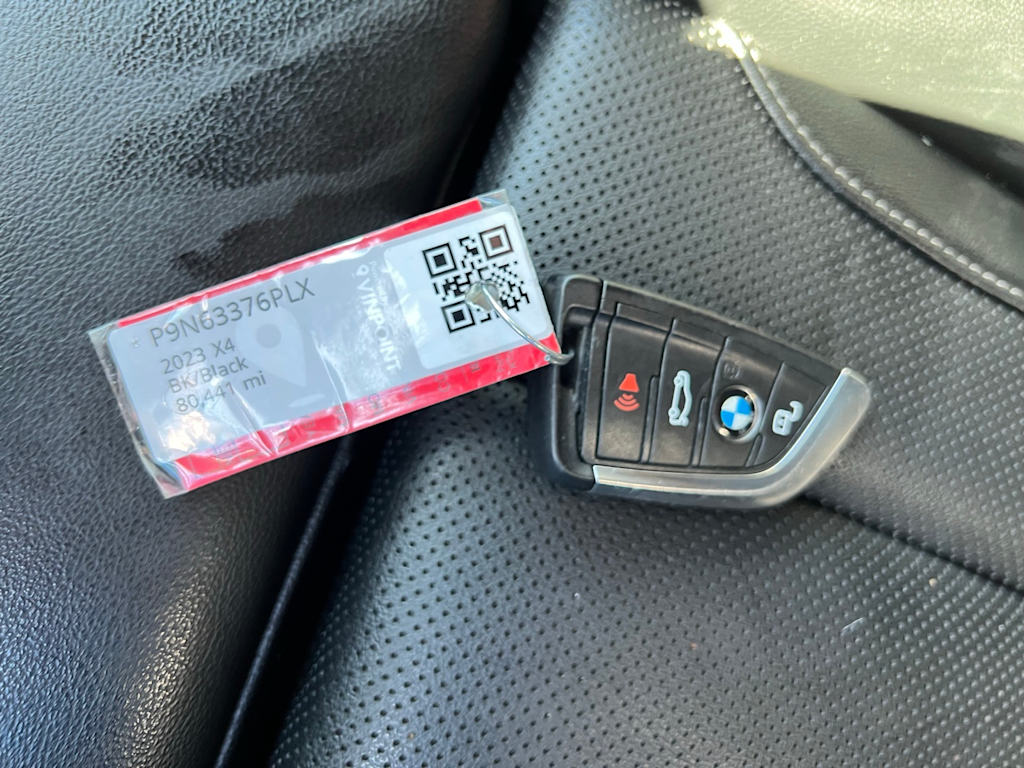 P9N63376PLX
2023 X4
BK/Black
80,441 mi
VINPOINT